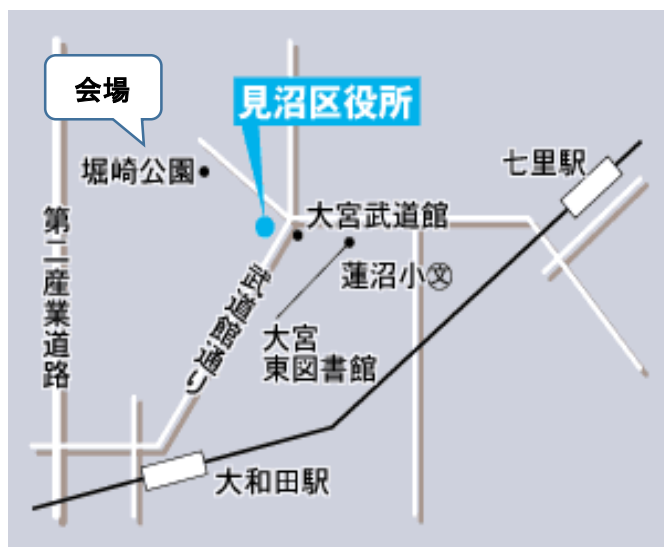 会場
見沼区役所
七里駅
堀崎公園
大宮武道館
第二産業道路
蓮沼小文
武道館通り
大宮
東図書館
大和田駅